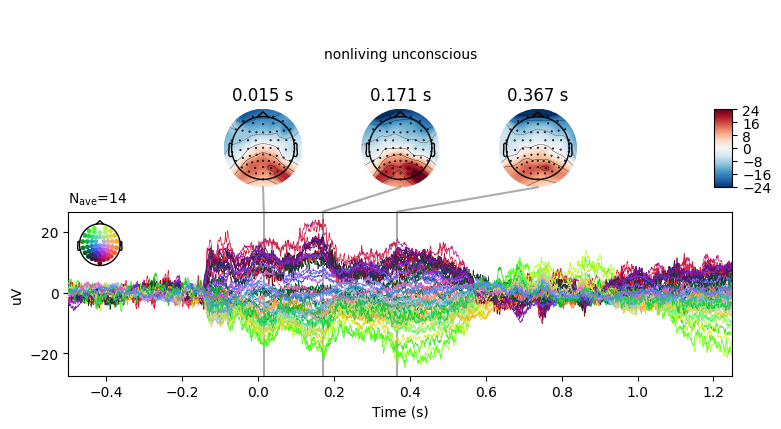 nonliving unconscious
0.015 s 0.171 s 0.367 s
24
16
8
0
−8
−16
−24
Nave=14
20
0
−20
uV
−0.4 −0.2 0.0 0.2 0.4 0.6 0.8 1.0 1.2
Time (s)